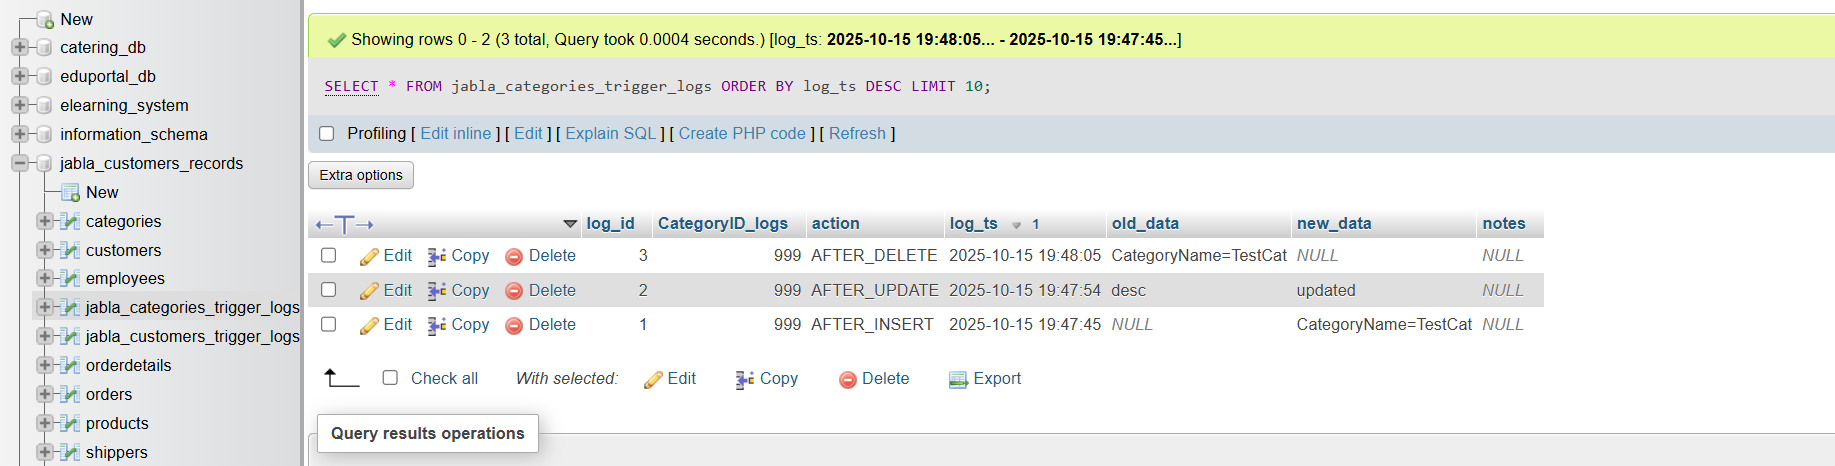 New
catering_db
eduportal_db
elearning_system
information_schema
jabla_customers_records
New
categories
customers
employees
jabla_categories_trigger_logs
jabla_customers_trigger_logs
orderdetails
orders
products
shippers
Showing rows 0 - 2 (3 total, Query took 0.0004 seconds.) [log_ts: 2025-10-15 19:48:05... - 2025-10-15 19:47:45...]
SELECT * FROM jabla_categories_trigger_logs ORDER BY log_ts DESC LIMIT 10;
Profiling [ Edit inline ] [ Edit ] [ Explain SQL ] [ Create PHP code ] [ Refresh ]
Extra options
log_id CategoryID_logs action log_ts 1 old_data new_data notes
Edit Copy Delete 3 999 AFTER_DELETE 2025-10-15 19:48:05 CategoryName=TestCat NULL NULL
Edit Copy Delete 2 999 AFTER_UPDATE 2025-10-15 19:47:54 desc updated NULL
Edit Copy Delete 1 999 AFTER_INSERT 2025-10-15 19:47:45 NULL CategoryName=TestCat NULL
Check all With selected: Edit Copy Delete Export
Query results operations